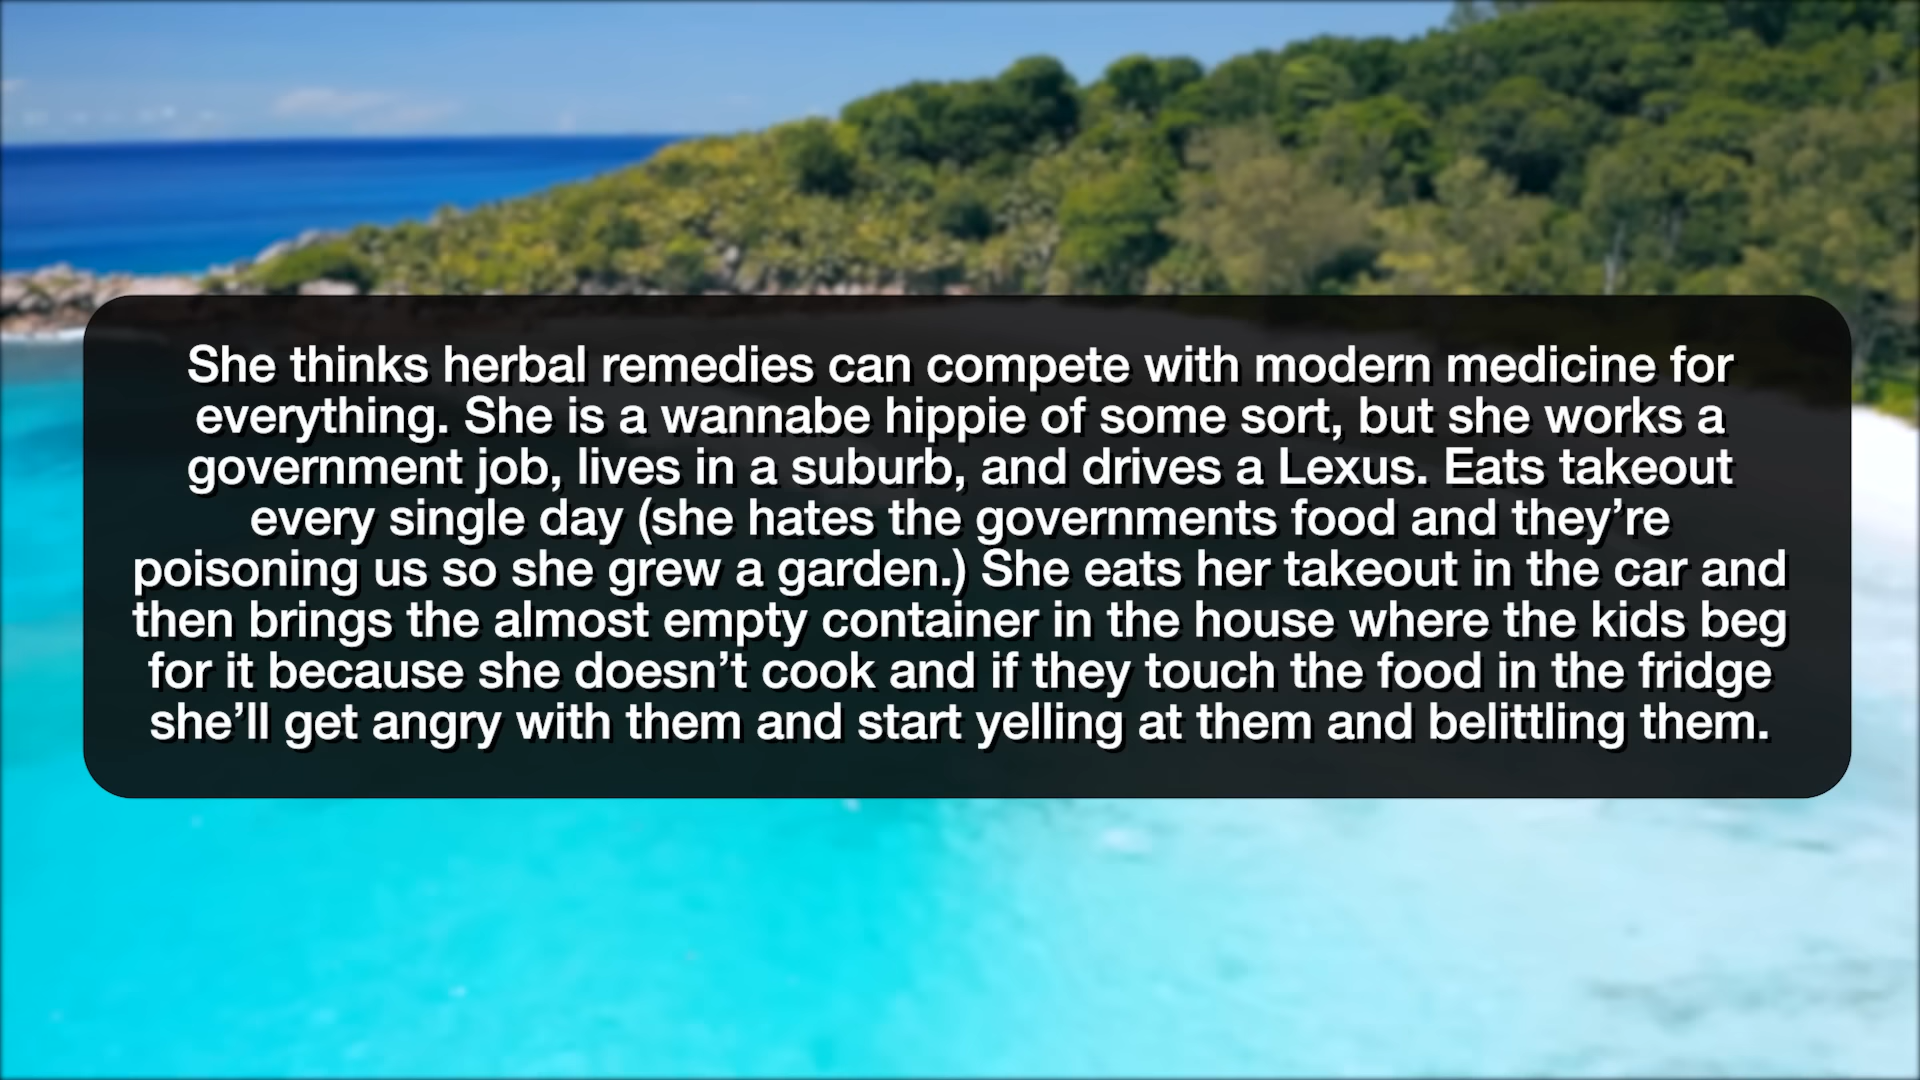 She thinks herbal remedies can compete with modern medicine for
everything. She is a wannabe hippie of some sort, but she works a
government job, lives in a suburb, and drives a Lexus. Eats takeout
every single day (she hates the governments food and they’re
poisoning us so she grew a garden.) She eats her takeout in the car and
then brings the almost empty container in the house where the kids beg
for it because she doesn’t cook and if they touch the food in the fridge
she’ll get angry with them and start yelling at them and belittling them.